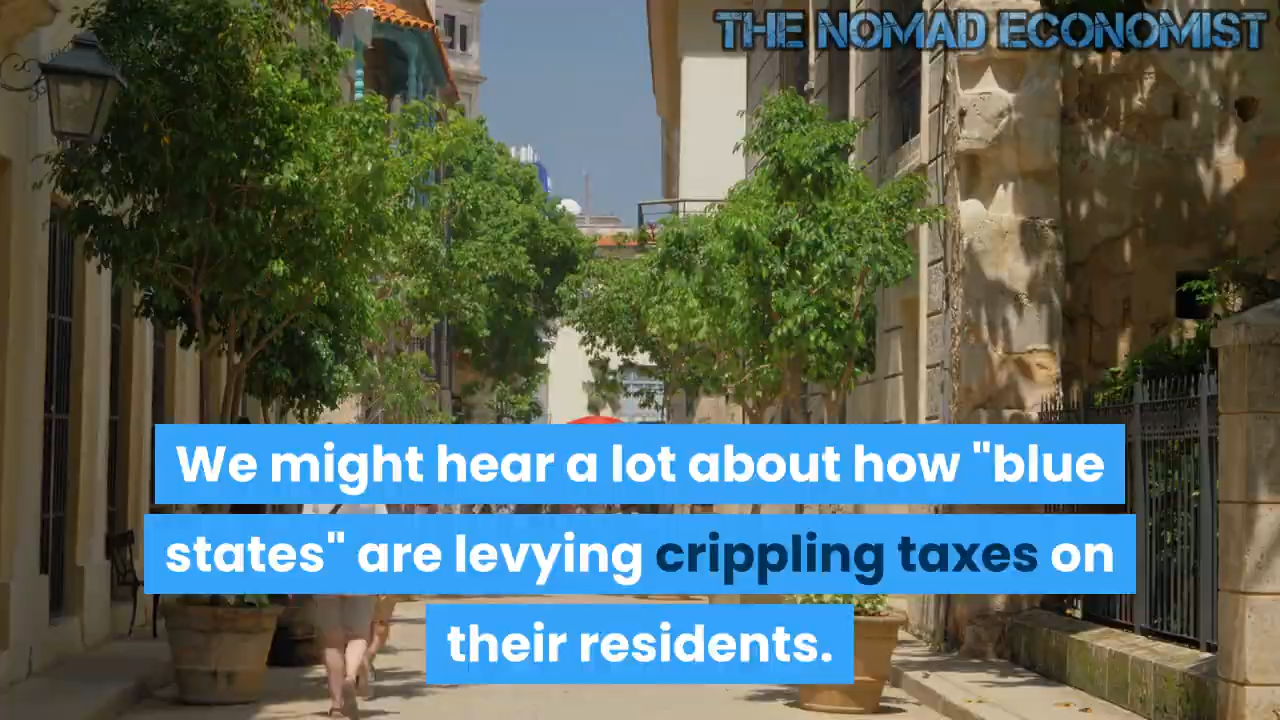 THE NOMAD ECONOMIST
We might hear a lot about how "blue
states" are levying crippling taxes on
their residents.